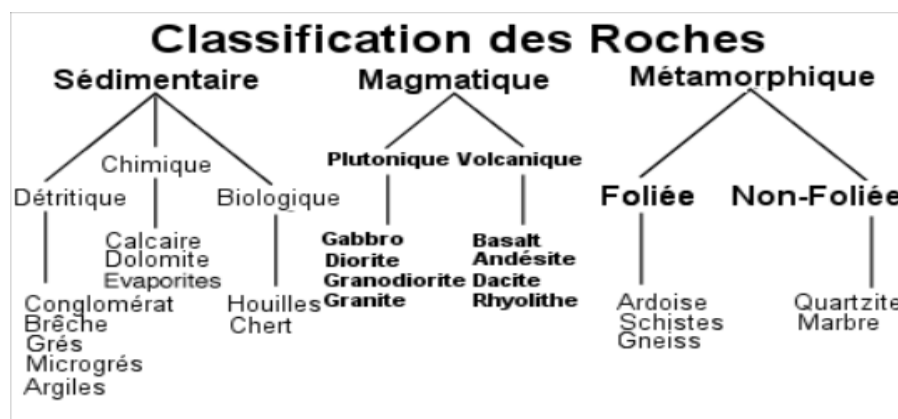 Classification des Roches
Sédimentaire
Magmatique
Métamorphique
Chimique
Détritique
Biologique
Calcaire
Dolomite
Evaporites
Conglomérat
Brêche
Grés
Microgrés
Argiles
Houilles
Chert
Plutonique
Volcanique
Gabbro
Diorite
Granodiorite
Granite
Basalt
Andésite
Dacite
Rhyolithe
Foliée
Non-Foliée
Ardoise
Schistes
Gneiss
Quartzite
Marbre